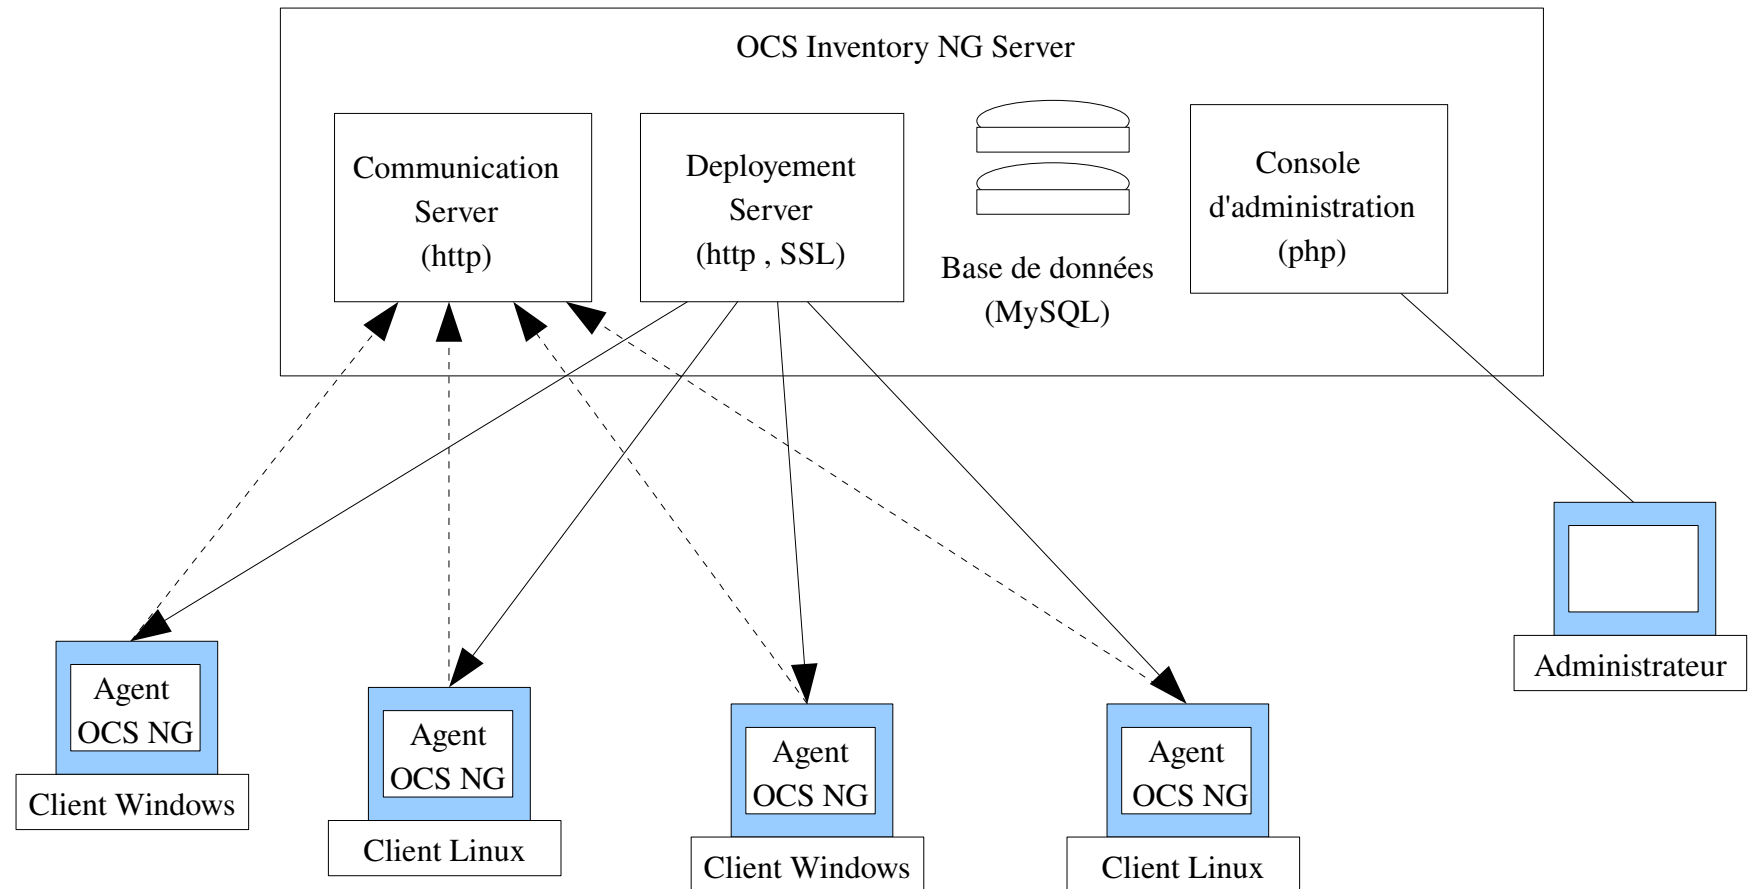 OCS Inventory NG Server
Communication
Server
(http)
Deployement
Server
(http , SSL)
Base de données
(MySQL)
Console
d'administration
(php)
Administrateur
Agent
OCS NG
Client Windows
Agent
OCS NG
Client Linux
Agent
OCS NG
Client Windows
Agent
OCS NG
Client Linux